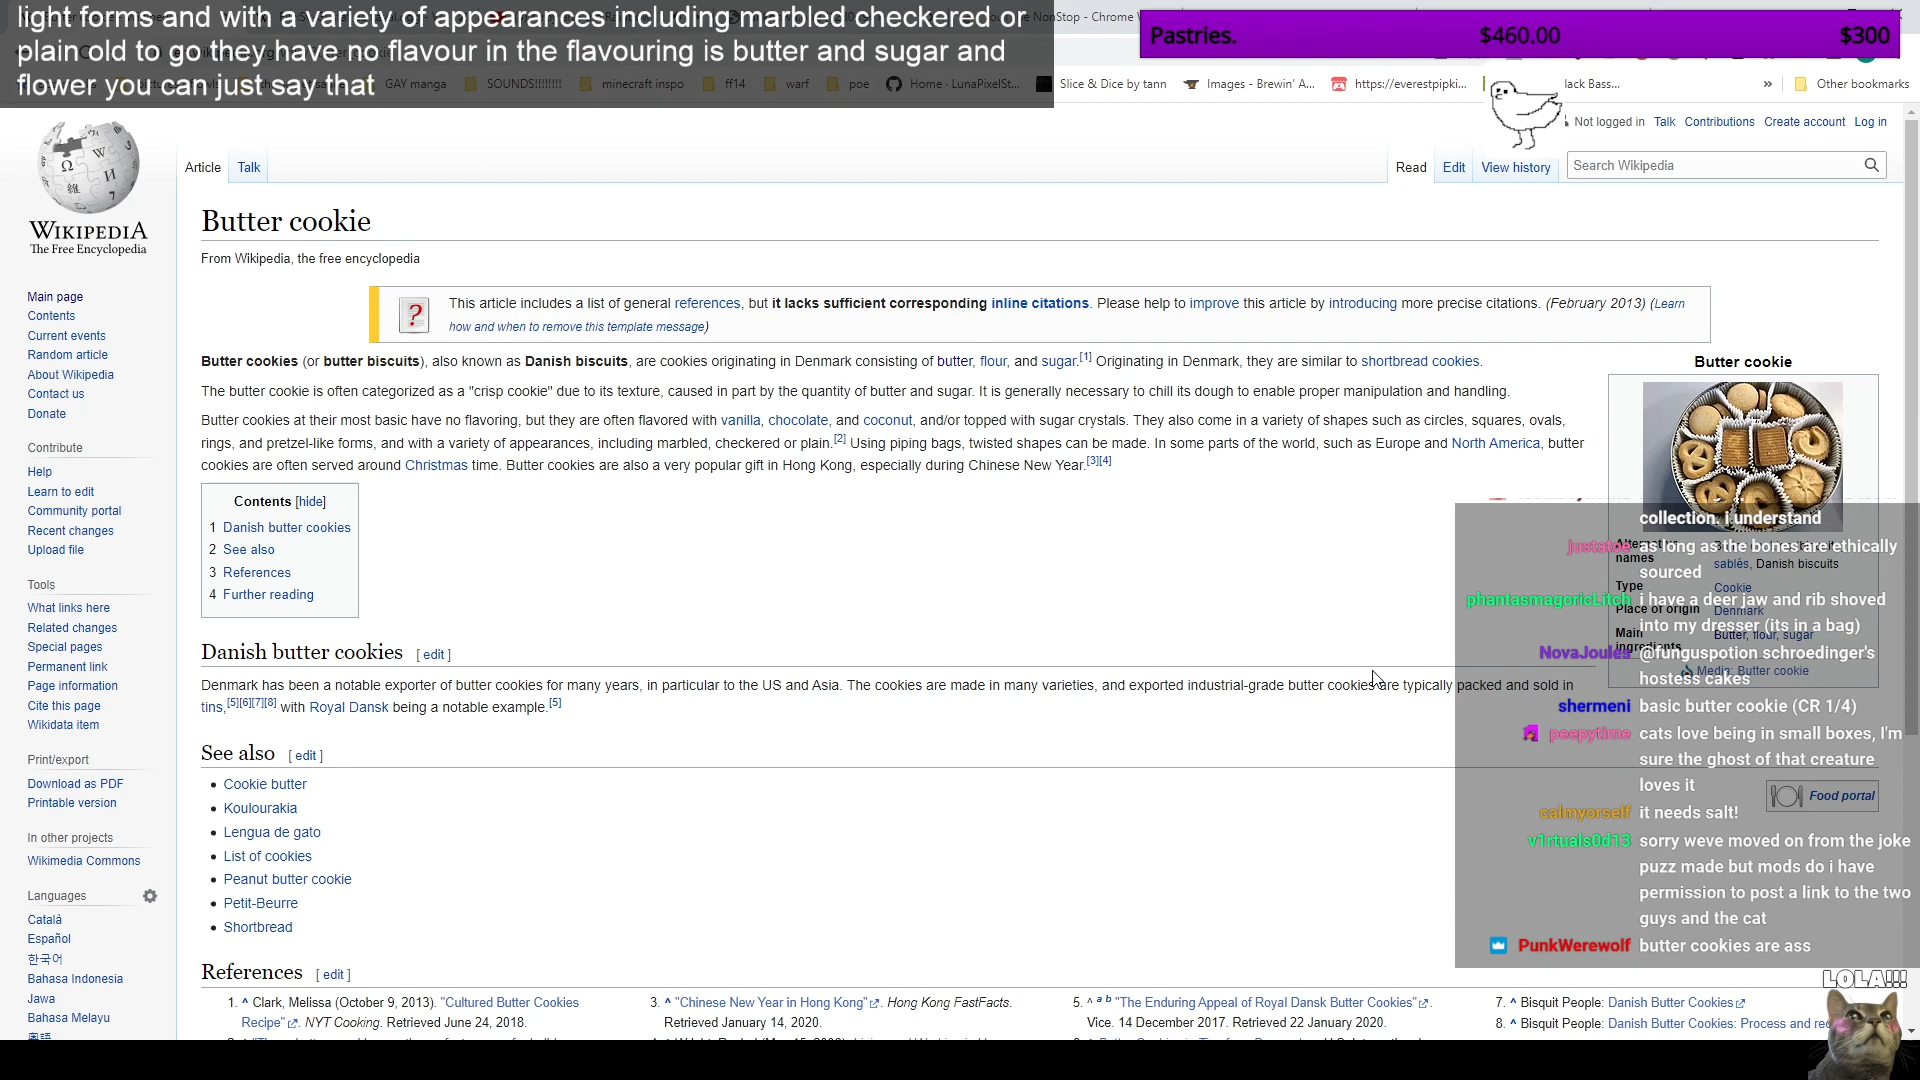 light forms and with a variety of appearances including marbled checkered or
plain old to go they have no flavour in the flavouring is butter and sugar and
flower you can just say that
NonStop - Chrome
Pastries. $460.00 $300
GAY manga SOUNDS!!!!!!!! minecraft inspo ff14 warf poe Home · LunaPixelSt... Slice & Dice by tann Images - Brewin' A... https://everestpipki... lack Bass... » Other bookmarks
Not logged in Talk Contributions Create account Log in
Article Talk Read Edit View history Search Wikipedia
WIKIPEDIA
The Free Encyclopedia
Main page
Contents
Current events
Random article
About Wikipedia
Contact us
Donate
Contribute
Help
Learn to edit
Community portal
Recent changes
Upload file
Tools
What links here
Related changes
Special pages
Permanent link
Page information
Cite this page
Wikidata item
Print/export
Download as PDF
Printable version
In other projects
Wikimedia Commons
Languages
Català
Español
한국어
Bahasa Indonesia
Jawa
Bahasa Melayu
Butter cookie
From Wikipedia, the free encyclopedia
This article includes a list of general references, but it lacks sufficient corresponding inline citations. Please help to improve this article by introducing more precise citations. (February 2013) (Learn
how and when to remove this template message)
Butter cookies (or butter biscuits), also known as Danish biscuits, are cookies originating in Denmark consisting of butter, flour, and sugar.[1] Originating in Denmark, they are similar to shortbread cookies.
The butter cookie is often categorized as a "crisp cookie" due to its texture, caused in part by the quantity of butter and sugar. It is generally necessary to chill its dough to enable proper manipulation and handling.
Butter cookies at their most basic have no flavoring, but they are often flavored with vanilla, chocolate, and coconut, and/or topped with sugar crystals. They also come in a variety of shapes such as circles, squares, ovals,
rings, and pretzel-like forms, and with a variety of appearances, including marbled, checkered or plain.[2] Using piping bags, twisted shapes can be made. In some parts of the world, such as Europe and North America, butter
cookies are often served around Christmas time. Butter cookies are also a very popular gift in Hong Kong, especially during Chinese New Year.[3][4]
Contents [hide]
1 Danish butter cookies
2 See also
3 References
4 Further reading
Danish butter cookies [ edit ]
Denmark has been a notable exporter of butter cookies for many years, in particular to the US and Asia. The cookies are made in many varieties, and exported industrial-grade butter cookies are typically packed and sold in
tins,[5][6][7][8] with Royal Dansk being a notable example.[5]
See also [ edit ]
Cookie butter
Koulourakia
Lengua de gato
List of cookies
Peanut butter cookie
Petit-Beurre
Shortbread
References [ edit ]
1. ^ Clark, Melissa (October 9, 2013). "Cultured Butter Cookies
Recipe". NYT Cooking. Retrieved June 24, 2018.
3. ^ "Chinese New Year in Hong Kong". Hong Kong FastFacts.
Retrieved January 14, 2020.
5. ^ a b "The Enduring Appeal of Royal Dansk Butter Cookies".
Vice. 14 December 2017. Retrieved 22 January 2020.
7. ^ Bisquit People: Danish Butter Cookies
8. ^ Bisquit People: Danish Butter Cookies: Process and
Butter cookie
names
sablés, Danish biscuits
Type Cookie
Place of origin Denmark
Main Butter, flour, sugar
ingredients
Media: Butter cookie
Food portal
collection. i understand
justatoe as long as the bones are ethically
sourced
phantasmagoricLitch i have a deer jaw and rib shoved
into my dresser (its in a bag)
NovaJoules @funguspotion schroedinger's
hostess cakes
shermeni basic butter cookie (CR 1/4)
peepytime cats love being in small boxes, I'm
sure the ghost of that creature
loves it
calmyorself it needs salt!
v1rtuals0d13 sorry weve moved on from the joke
puzz made but mods do i have
permission to post a link to the two
guys and the cat
PunkWerewolf butter cookies are ass
LOLA!!!